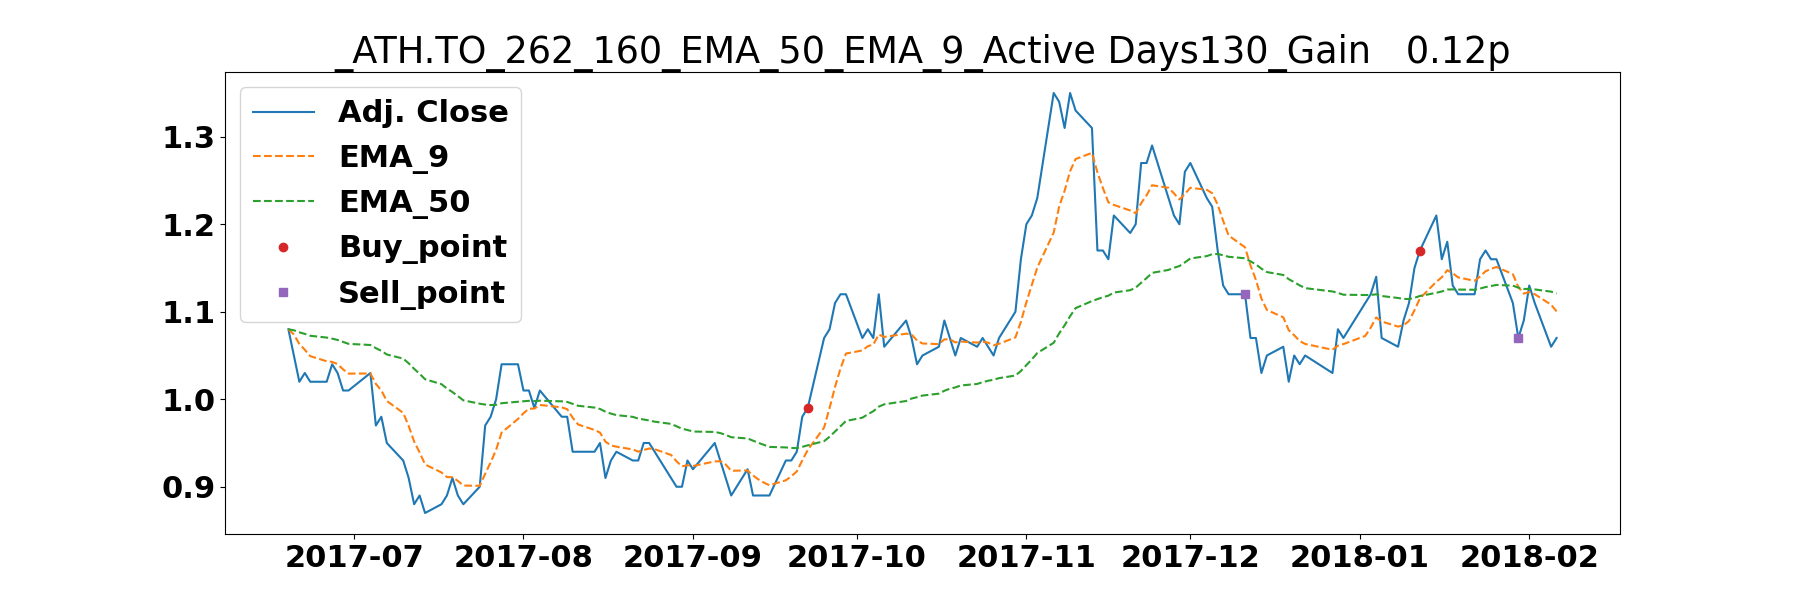 _ATH.TO_262_160_EMA_50_EMA_9_Active Days130_Gain   0.12p
Adj. Close
EMA_9
EMA_50
Buy_point
Sell_point
1.3
1.2
1.1
1.0
0.9
2017-07 2017-08 2017-09 2017-10 2017-11 2017-12 2018-01 2018-02